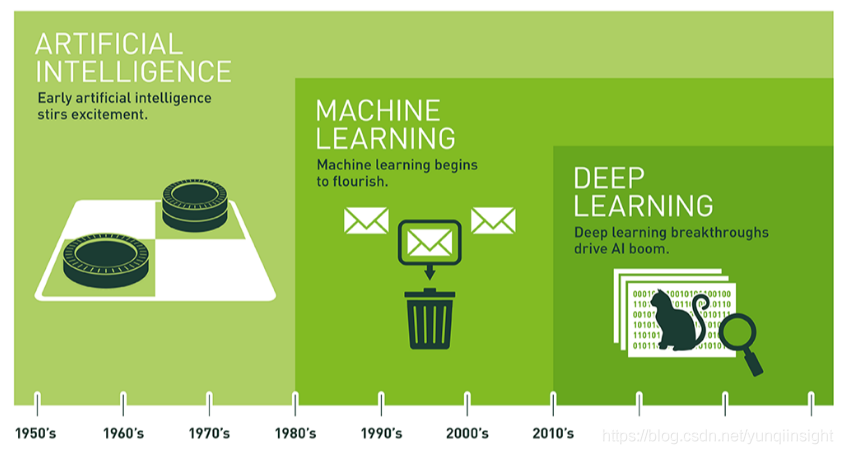 ARTIFICIAL
INTELLIGENCE
Early artificial intelligence
stirs excitement.
MACHINE
LEARNING
Machine learning begins
to flourish.
DEEP
LEARNING
Deep learning breakthroughs
drive AI boom.
1950's
1960's
1970's
1980's
1990's
2000's
2010's
https://blog.csdn.net/yunqiinsight